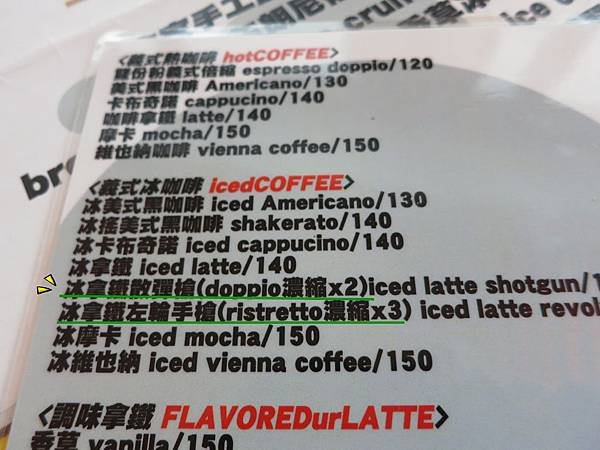 <義式熱咖啡 hotCOFFEE>
雙份份義式倍縮 espresso doppio/120
美式黑咖啡 Americano/130
卡布奇諾 cappucino/140
咖啡拿鐵 latte/140
摩卡 mocha/150
維也納咖啡 vienna coffee/150
<義式冰咖啡 icedCOFFEE>
冰美式黑咖啡 iced Americano/130
冰搖美式黑咖啡 shakerato/140
冰卡布奇諾 iced cappucino/140
冰拿鐵 iced latte/140
冰拿鐵散彈槍(doppio濃縮x2)iced latte shotgun/1
冰拿鐵左輪手槍(ristretto濃縮x3) iced latte revol
冰摩卡 iced mocha/150
冰維也納 iced vienna coffee/150
<調味拿鐵 FLAVOREDurLATTE>
香草 vanilla/150